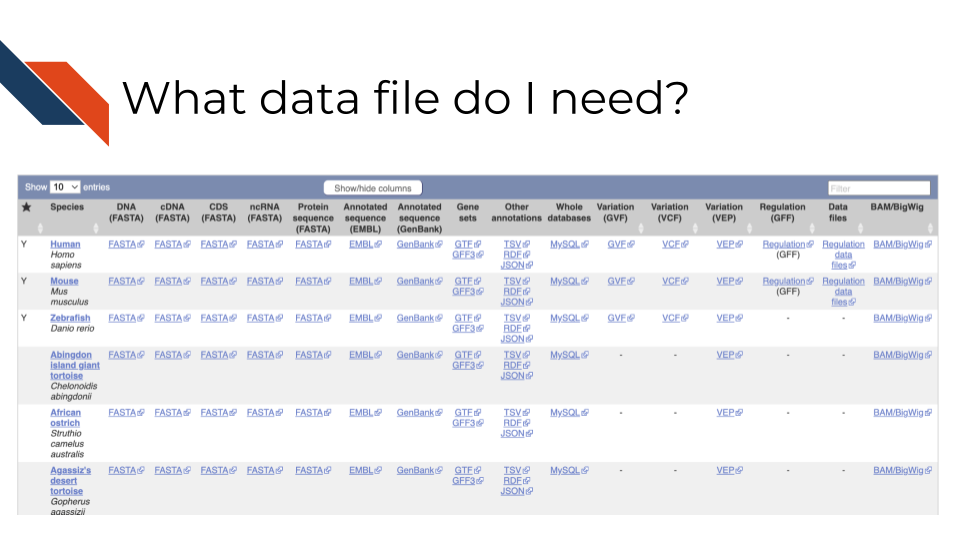 What data file do I need?
Show 10 entries Show/hide columns Filter
★ Species DNA (FASTA) cDNA (FASTA) CDS (FASTA) ncRNA (FASTA) Protein sequence (FASTA) Annotated sequence (EMBL) Annotated sequence (GenBank) Gene sets Other annotations Whole databases Variation (GVF) Variation (VCF) Variation (VEP) Regulation (GFF) Data files BAM/BigWig
Y Human Homo sapiens FASTA FASTA FASTA FASTA FASTA EMBL GenBank GTF GFF3 TSV RDF JSON MySQL GVF VCF VEP Regulation (GFF) Regulation data files BAM/BigWig
Y Mouse Mus musculus FASTA FASTA FASTA FASTA FASTA EMBL GenBank GTF GFF3 TSV RDF JSON MySQL GVF VCF VEP Regulation (GFF) Regulation data files BAM/BigWig
Y Zebrafish Danio rerio FASTA FASTA FASTA FASTA FASTA EMBL GenBank GTF GFF3 TSV RDF JSON MySQL GVF VCF VEP - - BAM/BigWig
Abingdon island giant tortoise Chelonoidis abingdonii FASTA FASTA FASTA FASTA FASTA EMBL GenBank GTF GFF3 TSV RDF JSON MySQL - - VEP - - BAM/BigWig
African ostrich Struthio camelus australis FASTA FASTA FASTA FASTA FASTA EMBL GenBank GTF GFF3 TSV RDF JSON MySQL - - VEP - - BAM/BigWig
Agassiz's desert tortoise Gopherus agassizii FASTA FASTA FASTA FASTA FASTA EMBL GenBank GTF GFF3 TSV RDF JSON MySQL - - VEP - - BAM/BigWig